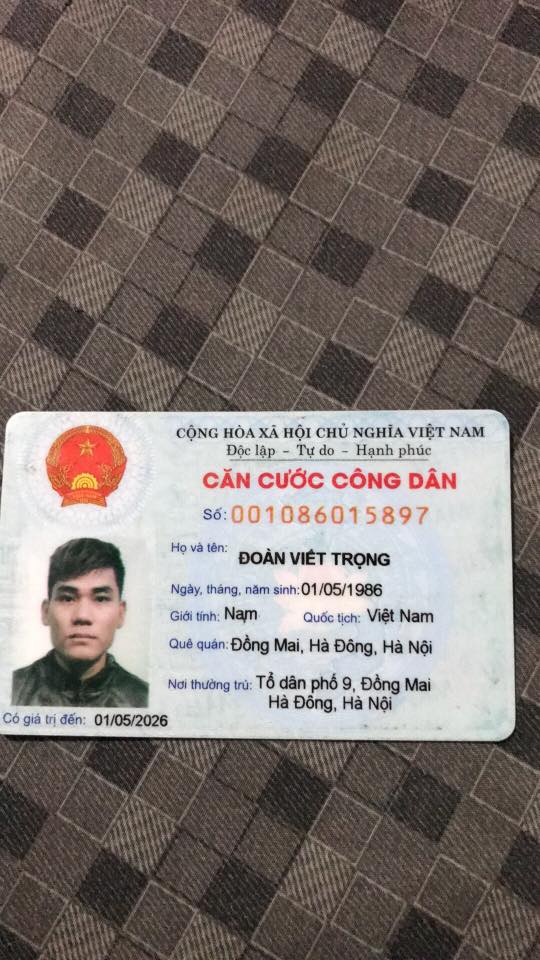 CỘNG HÒA XÃ HỘI CHỦ NGHĨA VIỆT NAM
Độc lập - Tự do - Hạnh phúc
CĂN CƯỚC CÔNG DÂN
Số: 001086015897
Họ và tên: ĐOÀN VIẾT TRỌNG
Ngày, tháng, năm sinh: 01/05/1986
Giới tính: Nam Quốc tịch: Việt Nam
Quê quán: Đồng Mai, Hà Đông, Hà Nội
Nơi thường trú: Tổ dân phố 9, Đồng Mai
Hà Đông, Hà Nội
Có giá trị đến: 01/05/2026